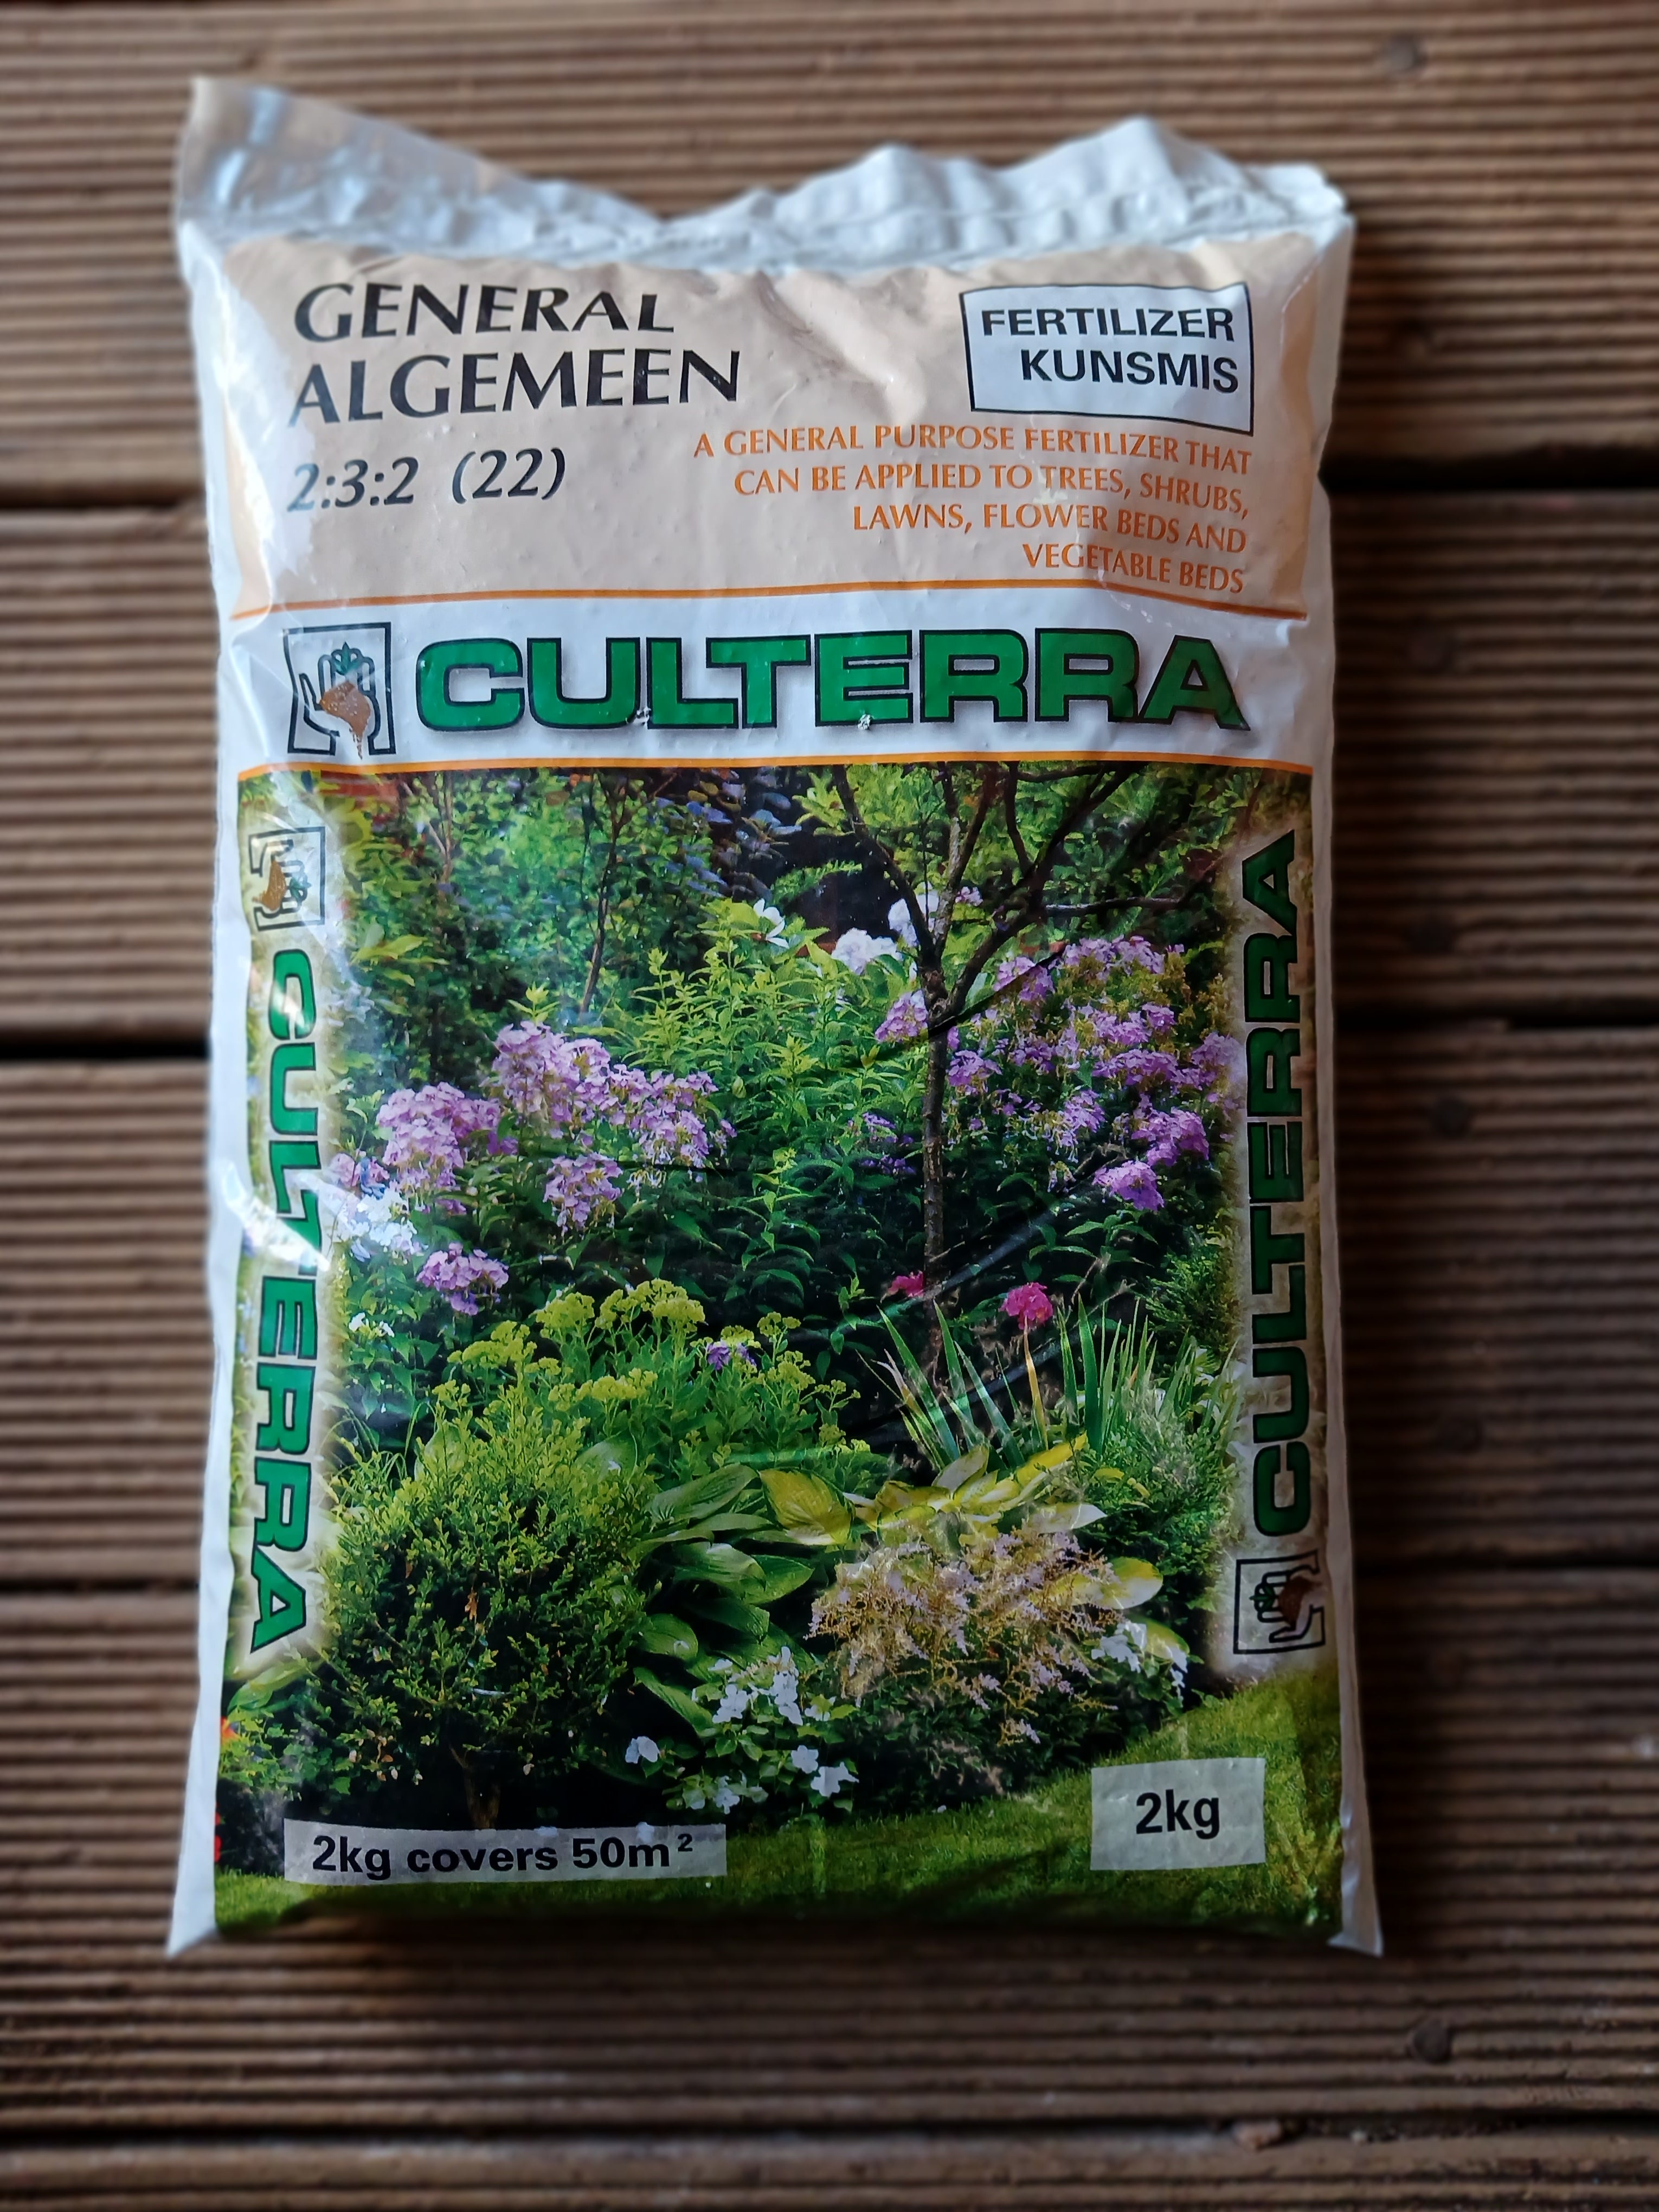 GENERAL
ALGEMEEN
2:3:2 (22)
FERTILIZER
KUNSMIS
A GENERAL PURPOSE FERTILIZER THAT
CAN BE APPLIED TO TREES, SHRUBS,
LAWNS, FLOWER BEDS AND
VEGETABLE BEDS
CULTERRA
CULTERRA
CULTERRA
2kg covers 50m²
2kg